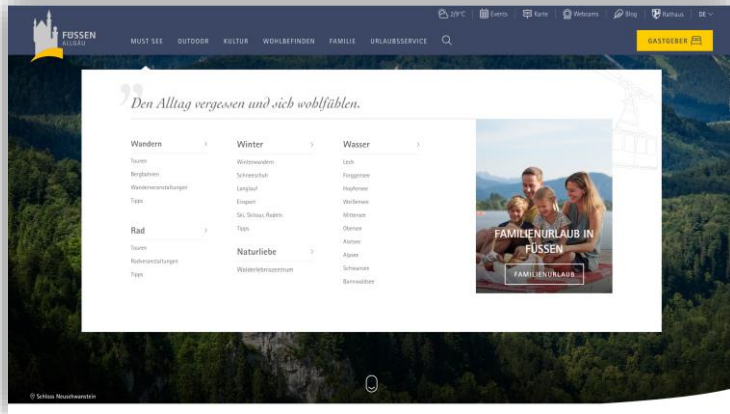 2/9°C Events Karte Webcams Blog Rathaus DE
FÜSSEN
ALLGÄU
MUST SEE OUTDOOR KULTUR WOHLBEFINDEN FAMILIE URLAUBSSERVICE
GASTGEBER
Den Alltag vergessen und sich wohlfühlen.
Wandern
Touren
Bergbahnen
Wanderveranstaltungen
Tipps
Rad
Touren
Radveranstaltungen
Tipps
Winter
Winterwandern
Schneeschuh
Langlauf
Eissport
Ski, Skitour, Rodeln
Tipps
Naturliebe
Walderlebniszentrum
Wasser
Lech
Forggensee
Hopfensee
Weißensee
Mittersee
Obersee
Alatsee
Alpsee
Schwansee
Bannwaldsee
FAMILIENURLAUB IN
FÜSSEN
FAMILIENURLAUB
Schloss Neuschwanstein